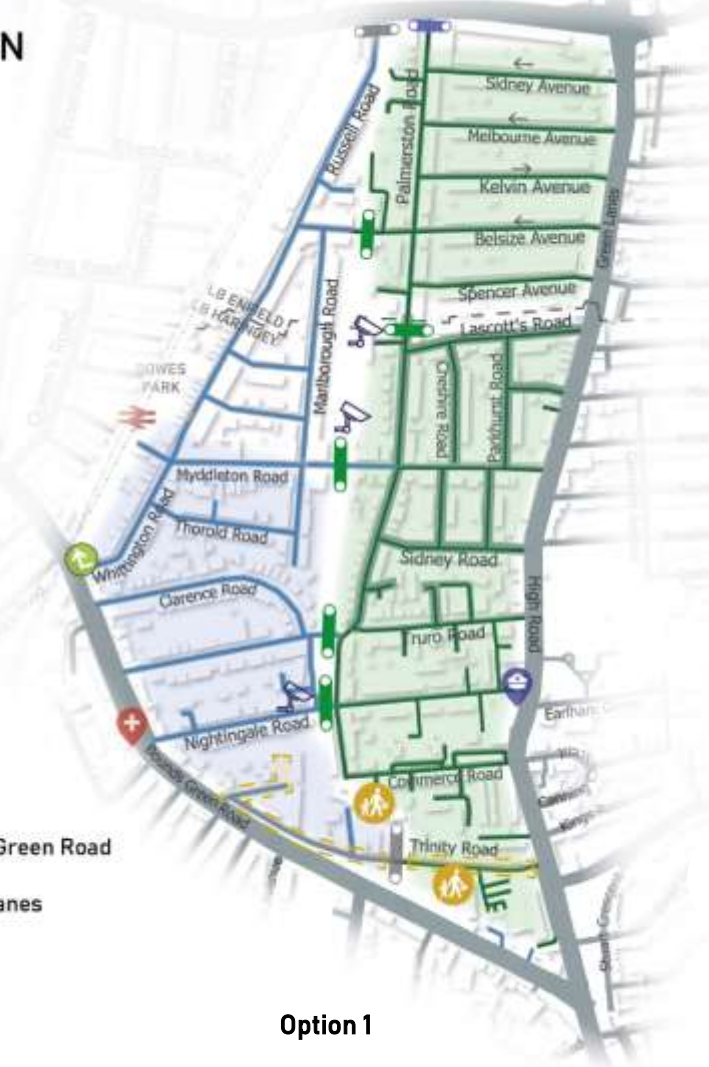 N
Sidney Avenue
Melbourne Avenue
Kelvin Avenue
Belsize Avenue
Spencer Avenue
Lascott's Road
Russell Road
Palmerston Road
Green Lanes
LB ENFIELD
LB HARINGEY
Marlborough Road
Cheshire Road
Parkhurst Road
BOWES
PARK
Myddleton Road
Whittington Road
Thorold Road
Sidney Road
Clarence Road
Truro Road
High Road
Earlham
Nightingale Road
Commerce Road
Green Road
Trinity Road
Green Road
anes
Option 1